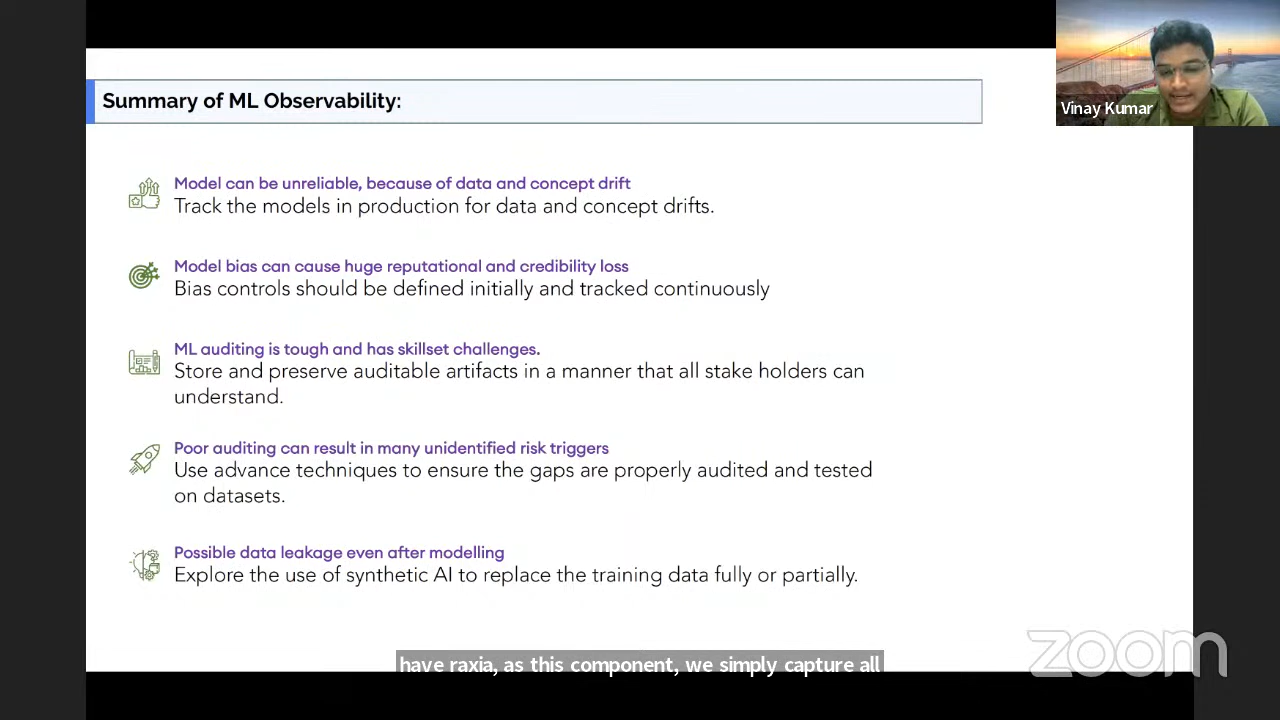 Summary of ML Observability:
Vinay Kumar
Model can be unreliable, because of data and concept drift
Track the models in production for data and concept drifts.
Model bias can cause huge reputational and credibility loss
Bias controls should be defined initially and tracked continuously
ML auditing is tough and has skillset challenges.
Store and preserve auditable artifacts in a manner that all stake holders can
understand.
Poor auditing can result in many unidentified risk triggers
Use advance techniques to ensure the gaps are properly audited and tested
on datasets.
Possible data leakage even after modelling
Explore the use of synthetic AI to replace the training data fully or partially.
have raxia, as this component, we simply capture all
zoom